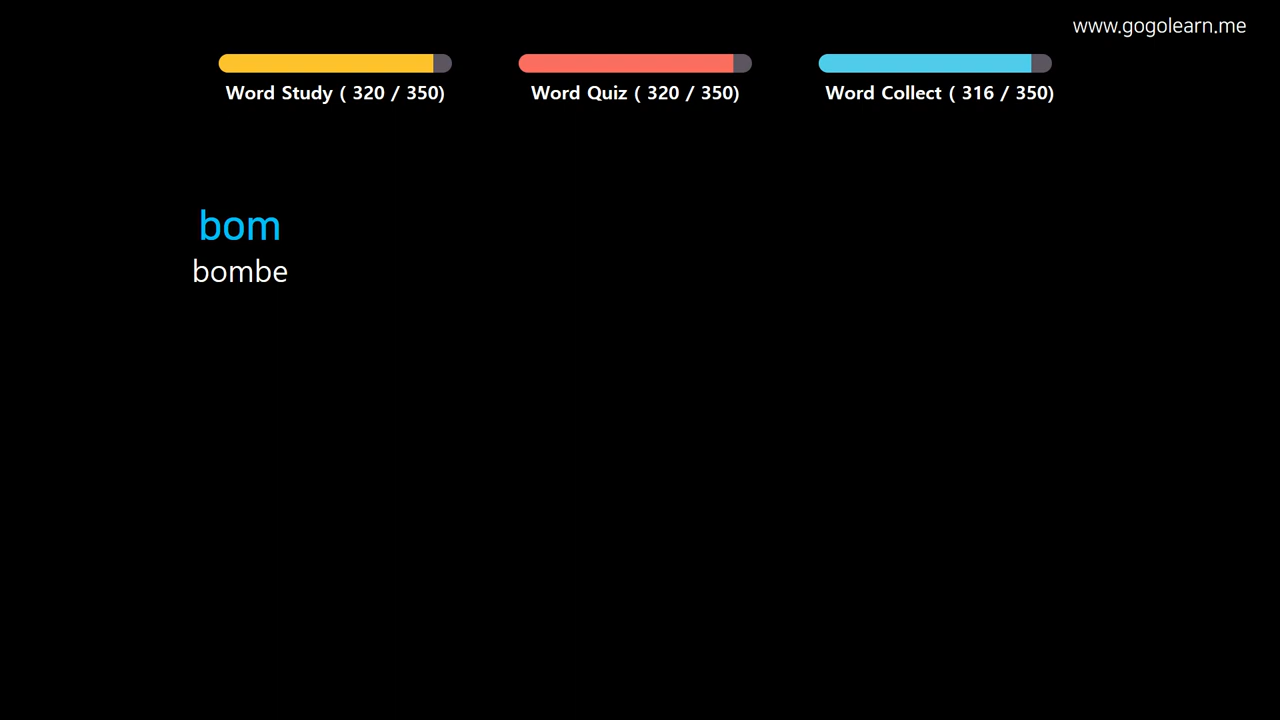 www.gogolearn.me
Word Study ( 320 / 350)
Word Quiz ( 320 / 350)
Word Collect ( 316 / 350)
bom
bombe